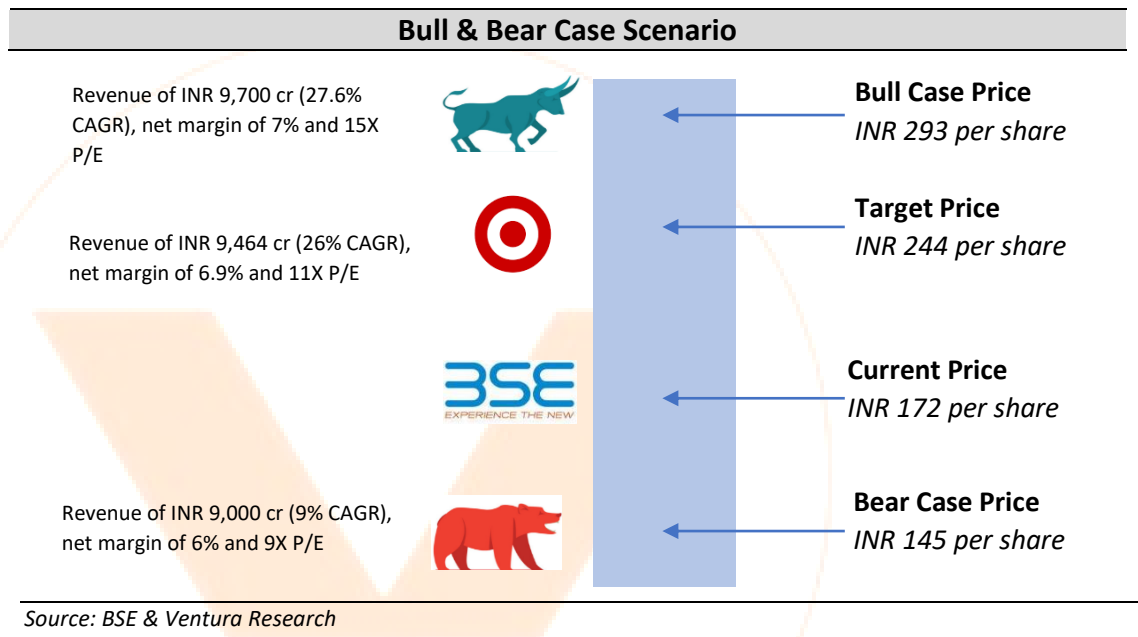 Bull & Bear Case Scenario
Revenue of INR 9,700 cr (27.6%
CAGR), net margin of 7% and 15X
P/E
Bull Case Price
INR 293 per share
Revenue of INR 9,464 cr (26% CAGR),
net margin of 6.9% and 11X P/E
Target Price
INR 244 per share
BSE
EXPERIENCE THE NEW
Current Price
INR 172 per share
Revenue of INR 9,000 cr (9% CAGR),
net margin of 6% and 9X P/E
Bear Case Price
INR 145 per share
Source: BSE & Ventura Research